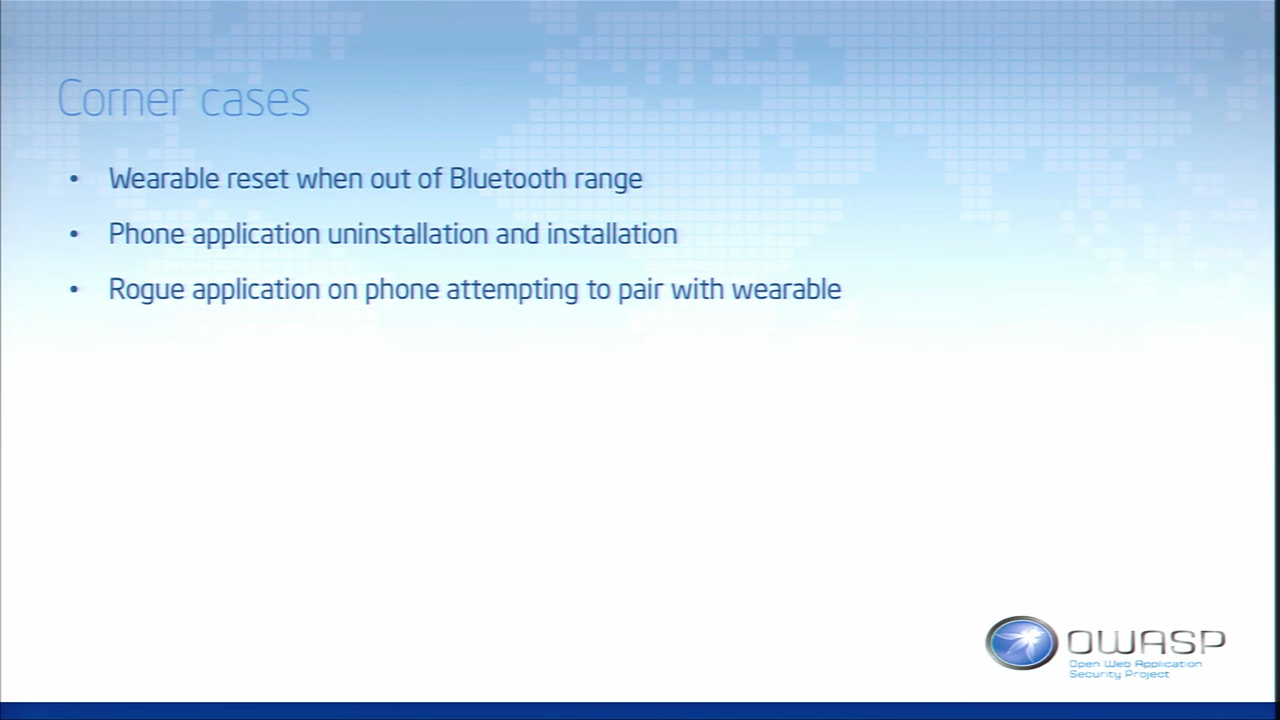 Corner cases
• Wearable reset when out of Bluetooth range
• Phone application uninstallation and installation
• Rogue application on phone attempting to pair with wearable
OWASP
Open Web Application
Security Project